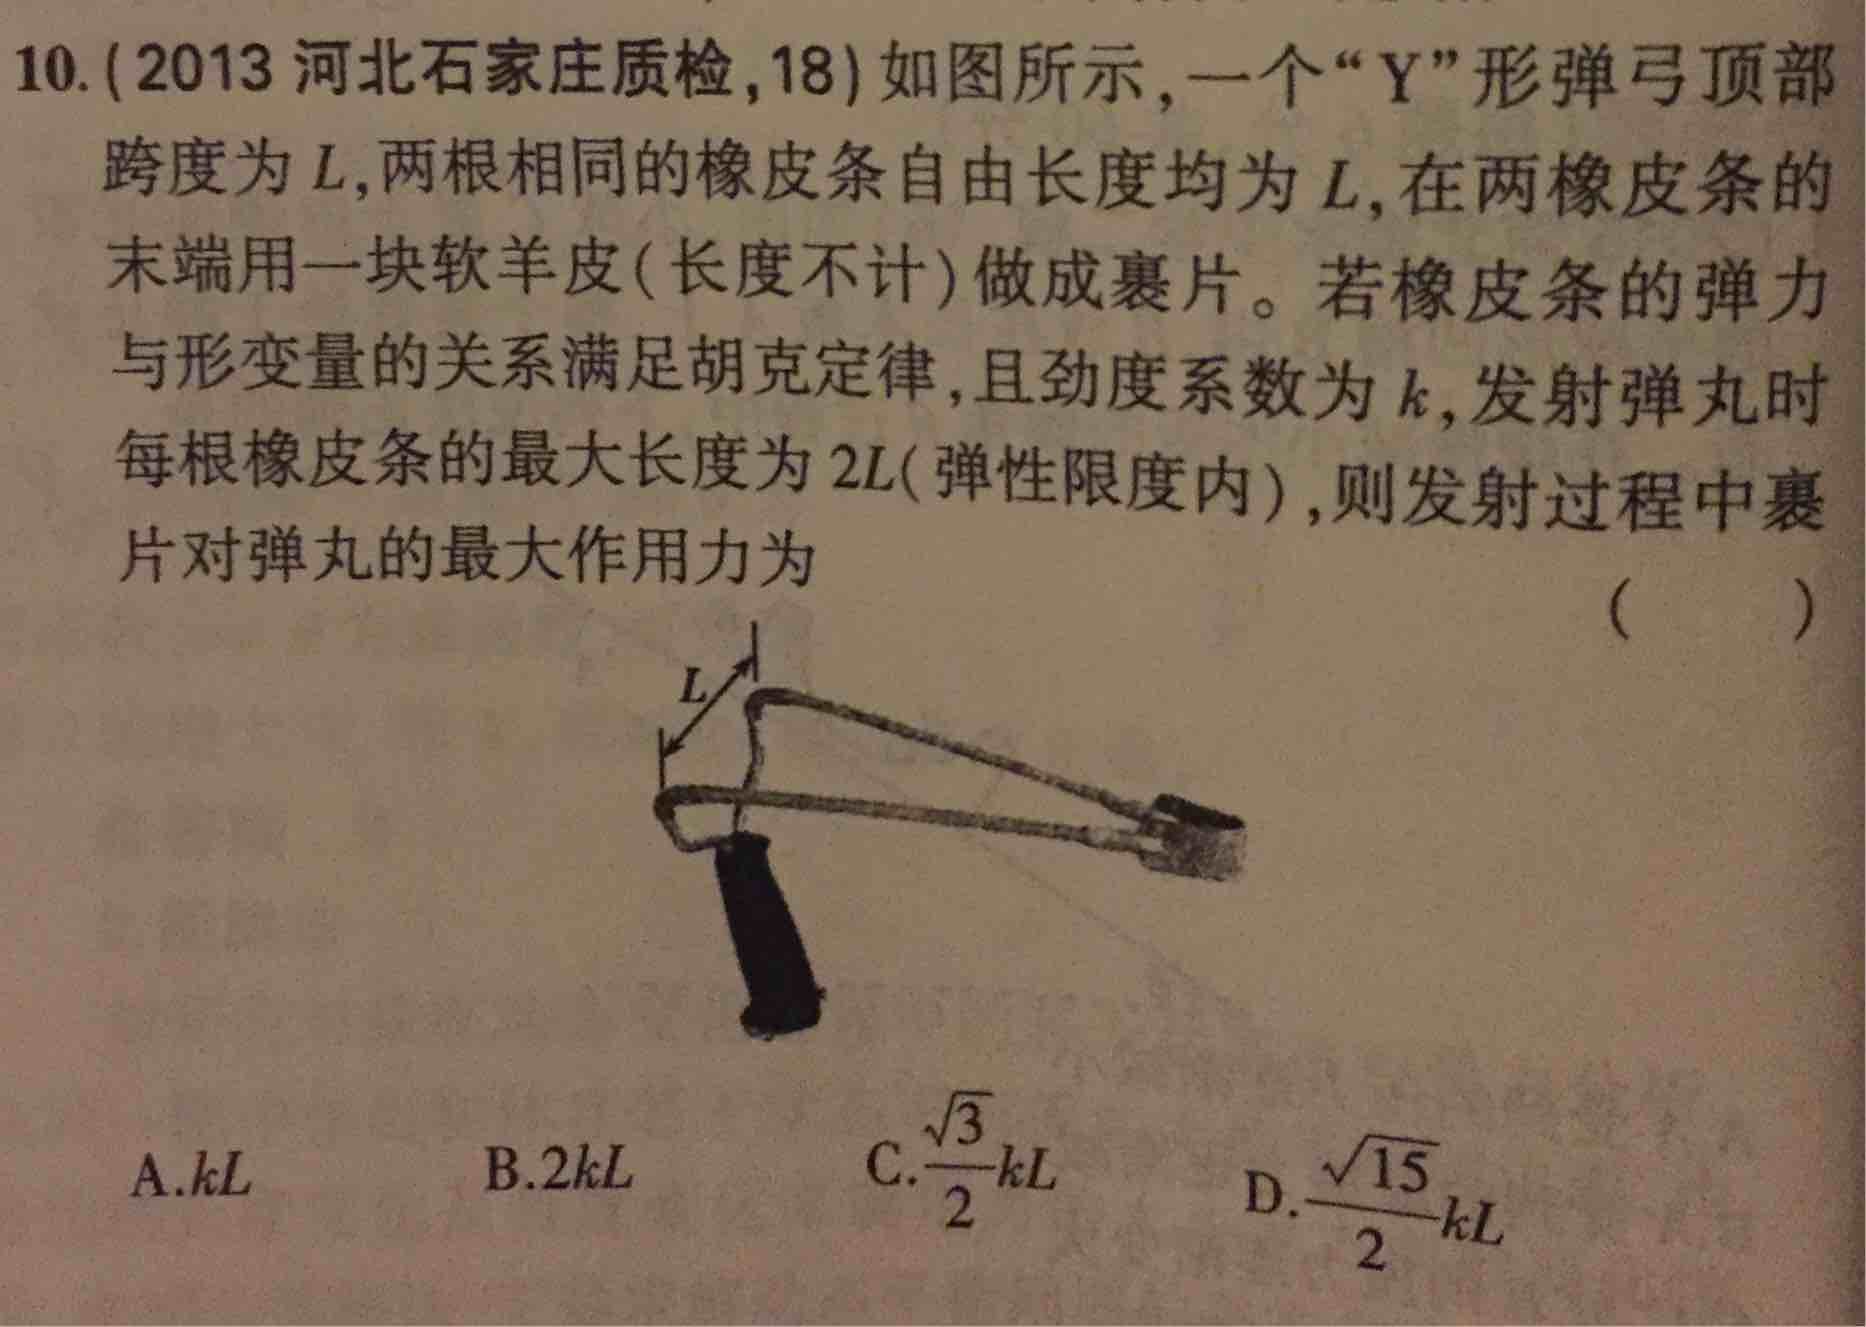 10.(2013 河北石家庄质检,18)如图所示,一个“Y”形弹弓顶部
跨度为 L,两根相同的橡皮条自由长度均为 L,在两橡皮条的
末端用一块软羊皮(长度不计)做成裹片。若橡皮条的弹力
与形变量的关系满足胡克定律,且劲度系数为 k,发射弹丸时
每根橡皮条的最大长度为 2L(弹性限度内),则发射过程中裹
片对弹丸的最大作用力为
(    )
L
A.kL B.2kL C.√3/2 kL D.√15/2 kL